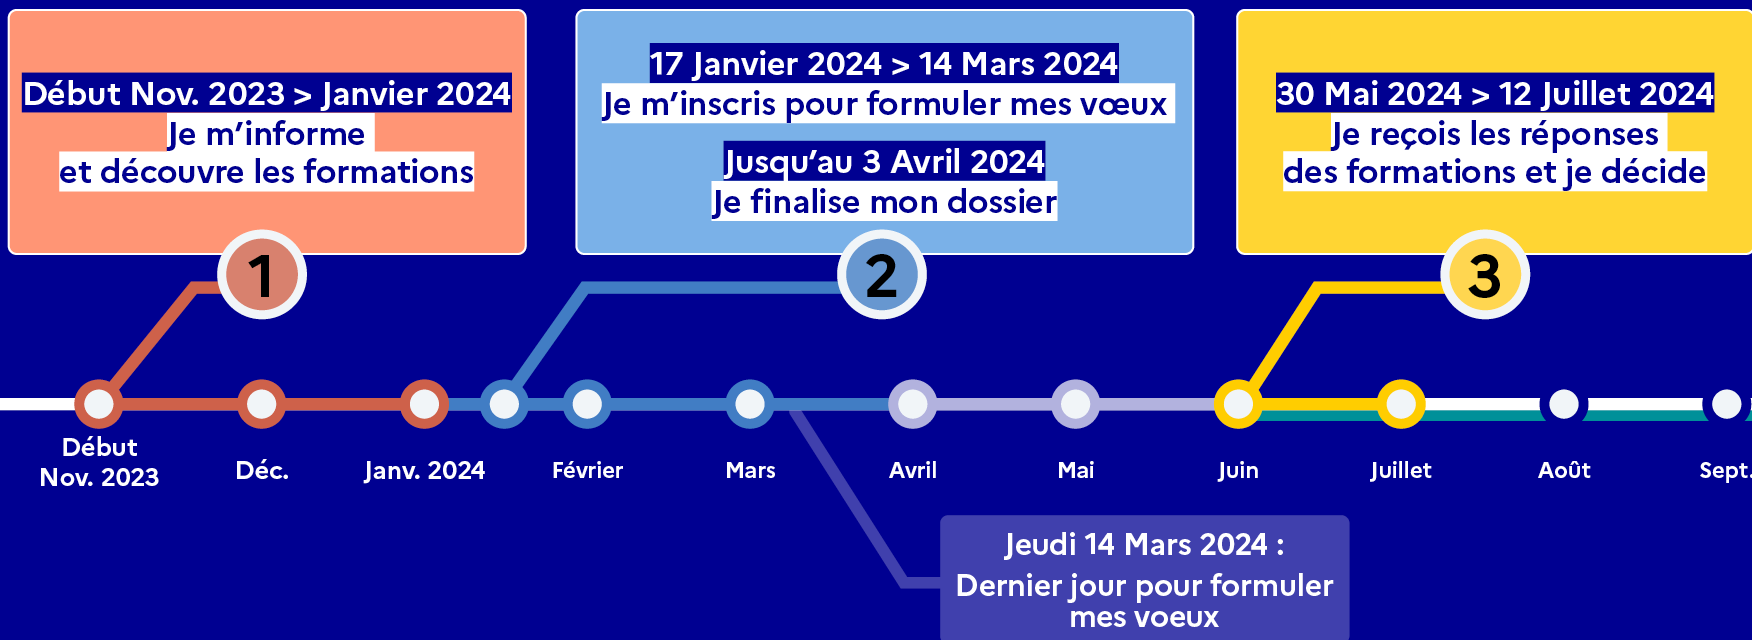 Début Nov. 2023 > Janvier 2024
Je m’informe
et découvre les formations
1
17 Janvier 2024 > 14 Mars 2024
Je m’inscris pour formuler mes vœux
Jusqu’au 3 Avril 2024
Je finalise mon dossier
2
30 Mai 2024 > 12 Juillet 2024
Je reçois les réponses
des formations et je décide
3
Début
Nov. 2023
Déc.
Janv. 2024
Février
Mars
Avril
Mai
Juin
Juillet
Août
Sept.
Jeudi 14 Mars 2024 :
Dernier jour pour formuler
mes voeux